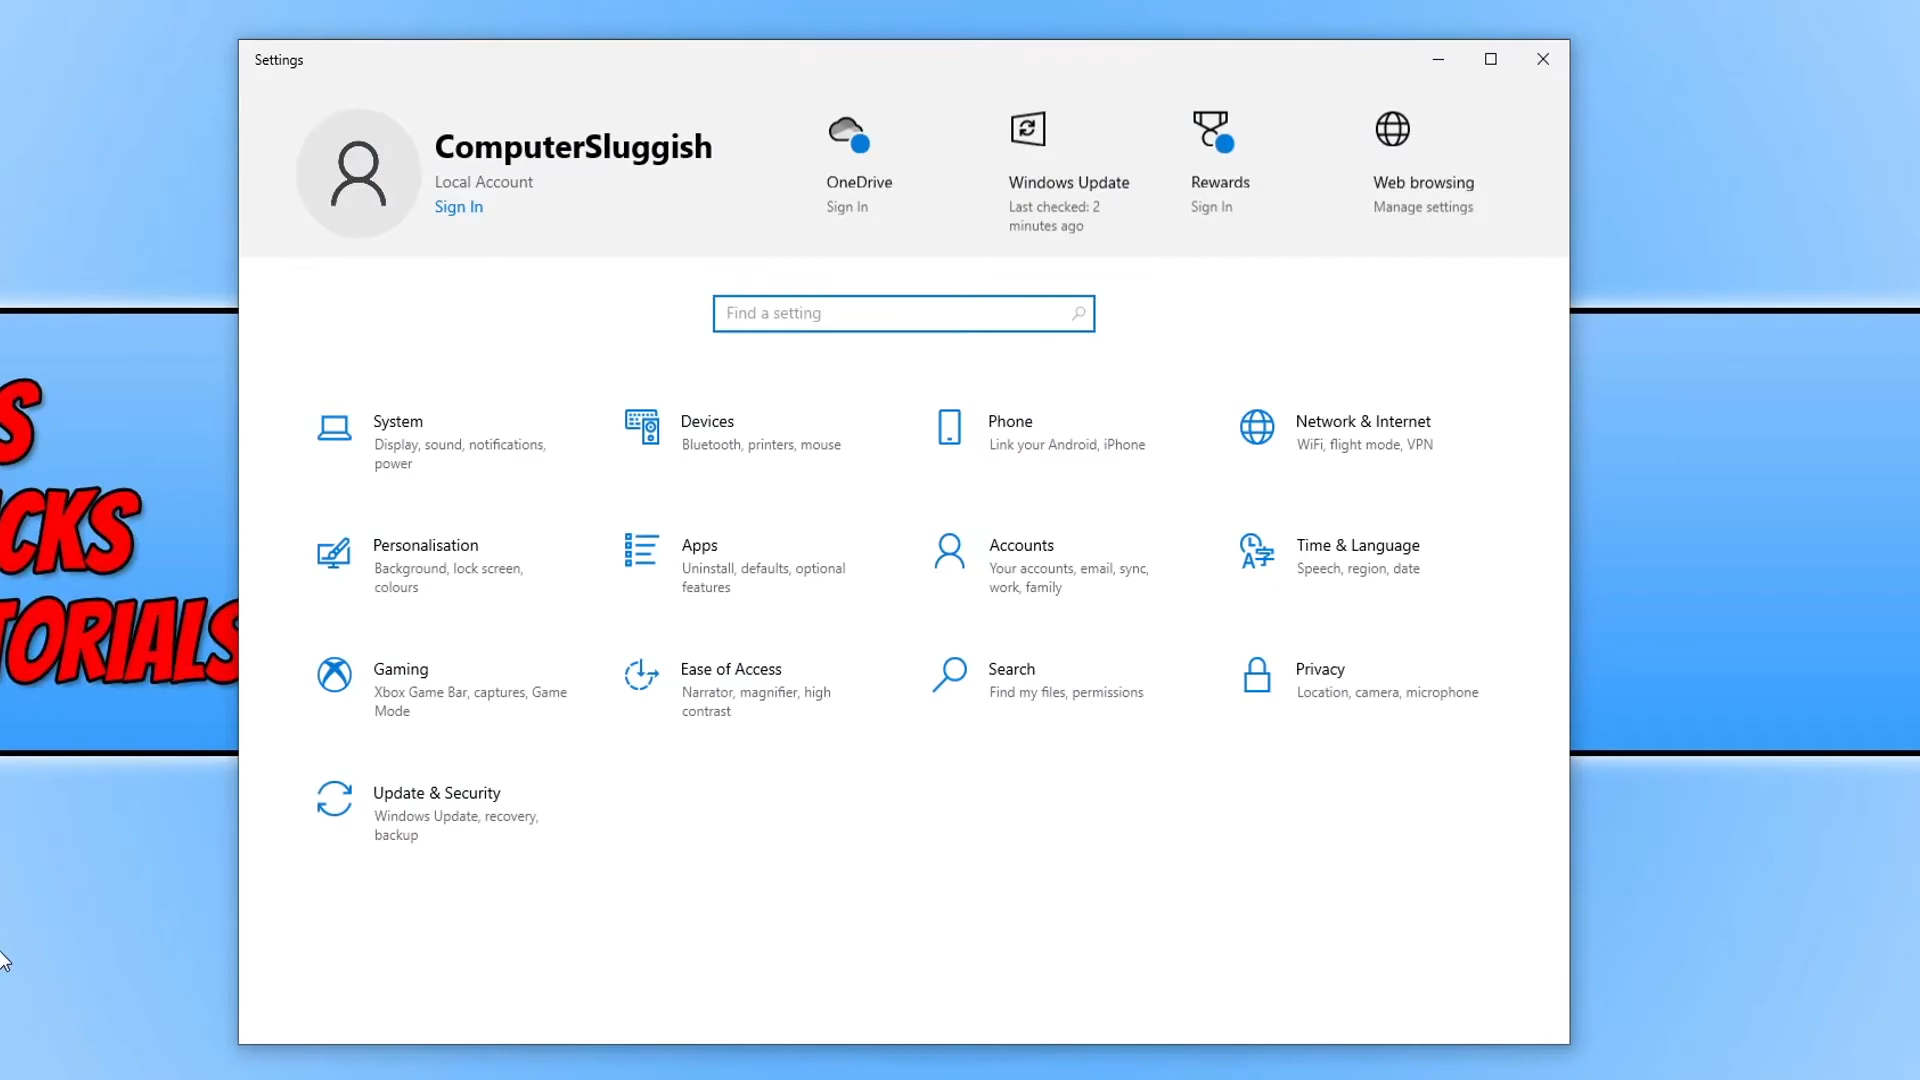 Settings
ComputerSluggish
Local Account
Sign In
OneDrive
Sign In
Windows Update
Last checked: 2
minutes ago
Rewards
Sign In
Web browsing
Manage settings
Find a setting
System
Display, sound, notifications,
power
Devices
Bluetooth, printers, mouse
Phone
Link your Android, iPhone
Network & Internet
WiFi, flight mode, VPN
Personalisation
Background, lock screen,
colours
Apps
Uninstall, defaults, optional
features
Accounts
Your accounts, email, sync,
work, family
Time & Language
Speech, region, date
Gaming
Xbox Game Bar, captures, Game
Mode
Ease of Access
Narrator, magnifier, high
contrast
Search
Find my files, permissions
Privacy
Location, camera, microphone
Update & Security
Windows Update, recovery,
backup
S
CKS
TORIALS